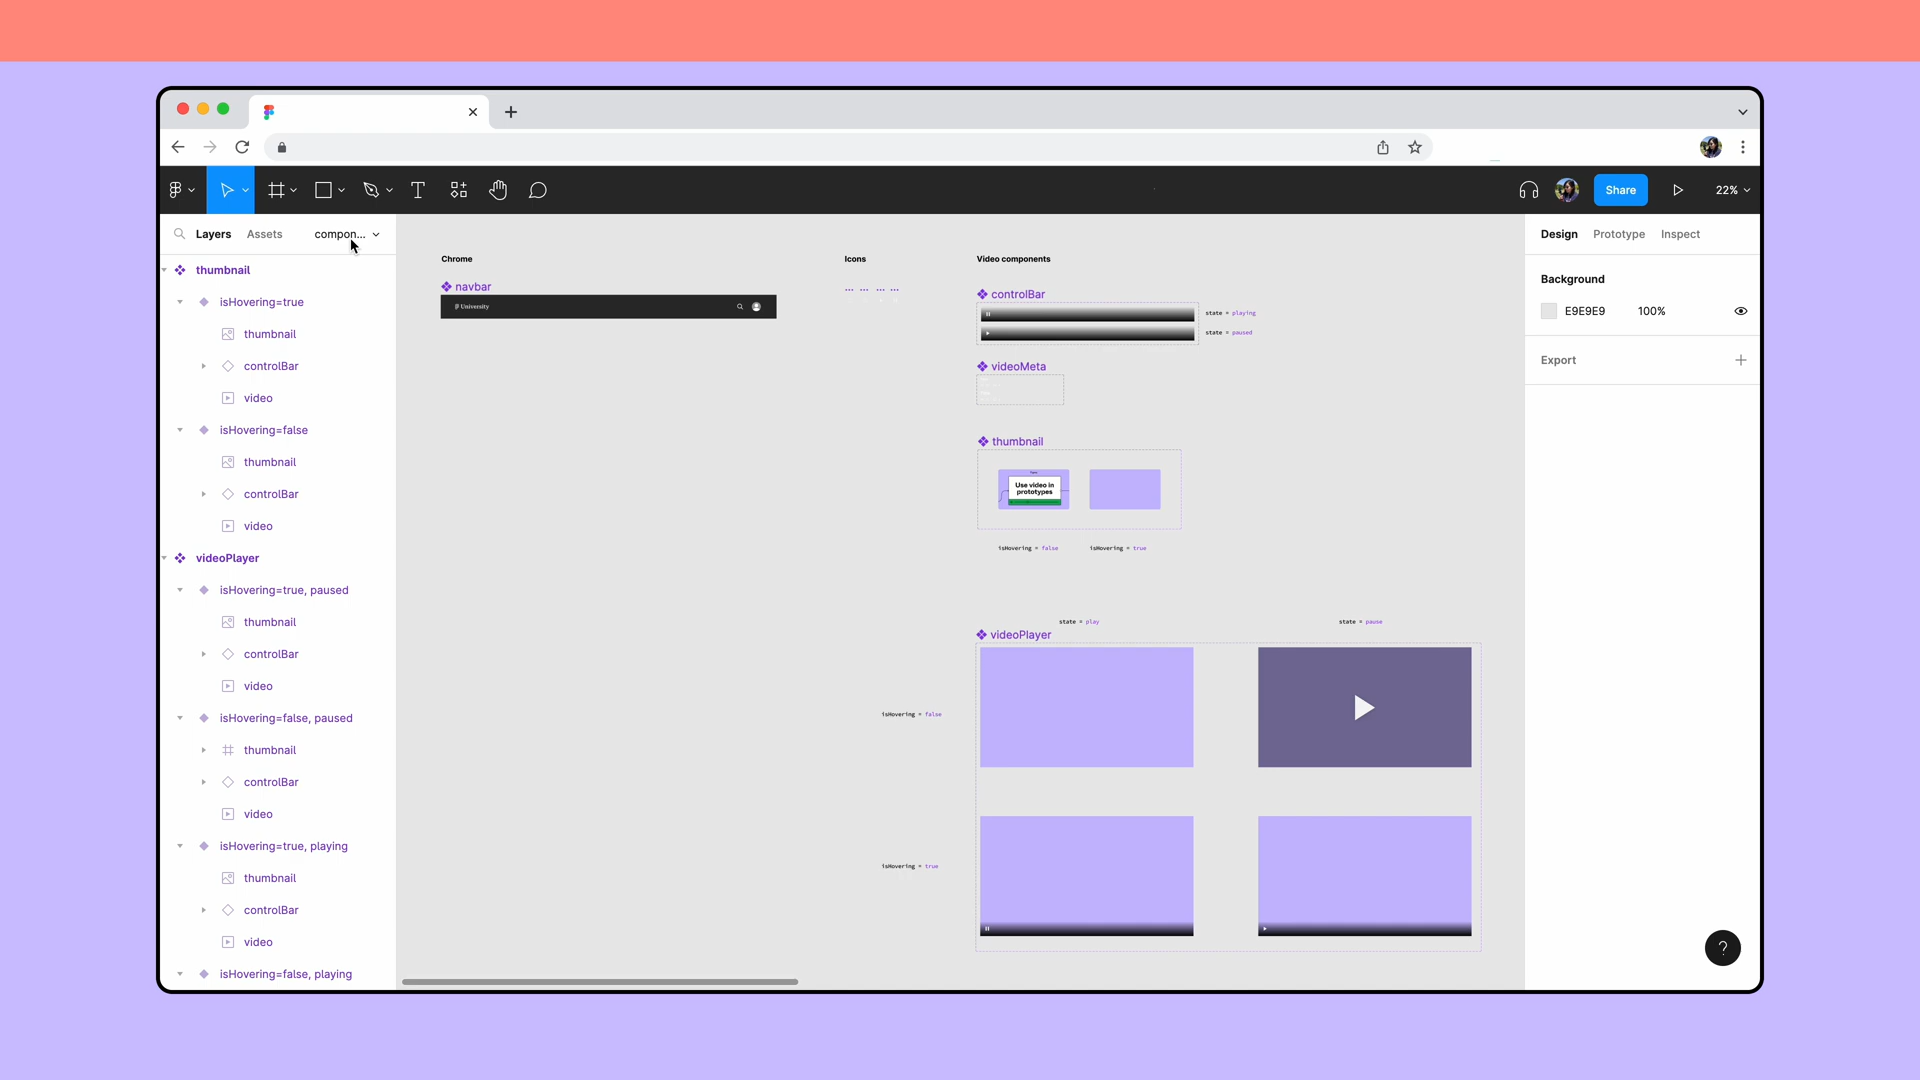 Share
22%
Layers
Assets
compon...
Design
Prototype
Inspect
thumbnail
isHovering=true
thumbnail
controlBar
video
isHovering=false
thumbnail
controlBar
video
videoPlayer
isHovering=true, paused
thumbnail
controlBar
video
isHovering=false, paused
thumbnail
controlBar
video
isHovering=true, playing
thumbnail
controlBar
video
isHovering=false, playing
Chrome
navbar
University
Icons
Video components
controlBar
state = playing
state = paused
videoMeta
thumbnail
Use video in
prototypes
isHovering = false
isHovering = true
state = play
state = pause
videoPlayer
isHovering = false
isHovering = true
Background
E9E9E9
100%
Export
?